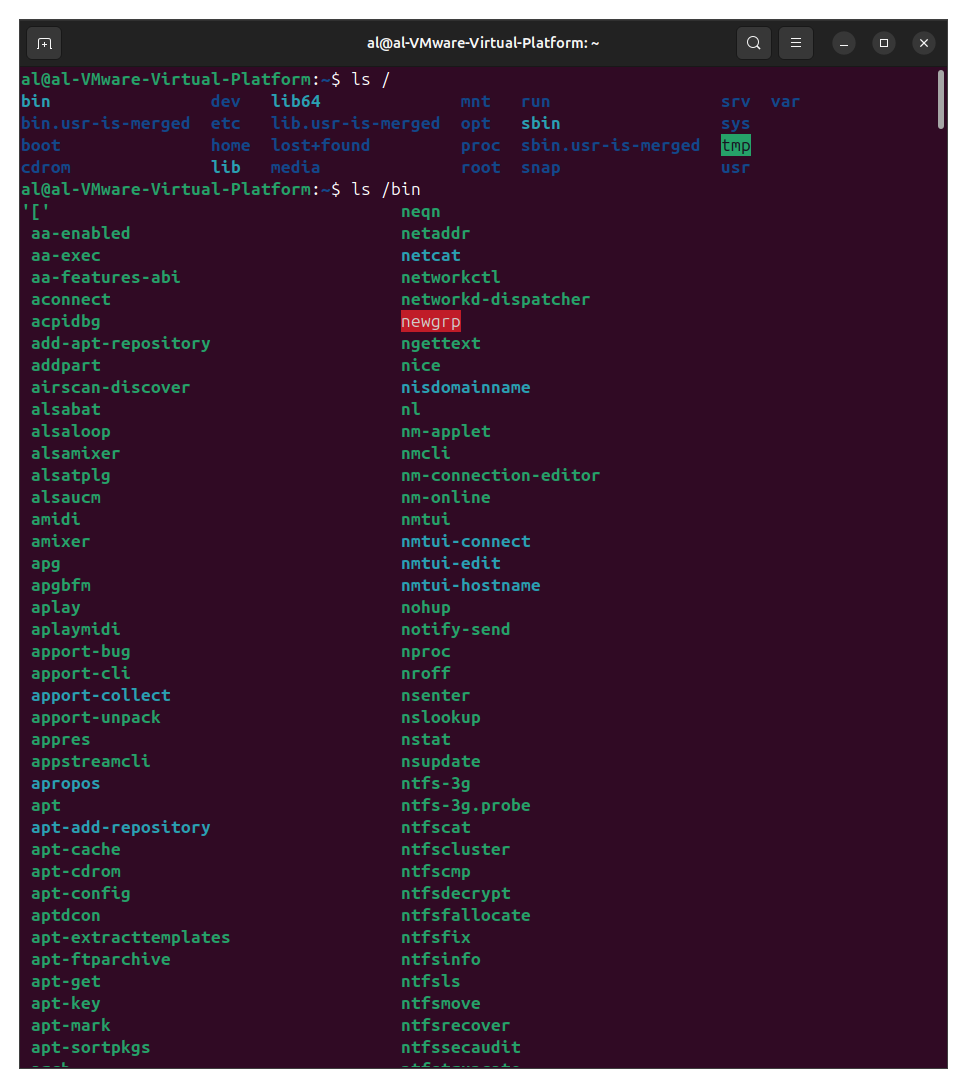 al@al-VMware-Virtual-Platform: ~
al@al-VMware-Virtual-Platform:~$ ls /
bin dev lib64 mnt run srv var
bin.usr-is-merged etc lib.usr-is-merged opt sbin sys
boot home lost+found proc sbin.usr-is-merged tmp
cdrom lib media root snap usr
al@al-VMware-Virtual-Platform:~$ ls /bin
'[' neqn
aa-enabled netaddr
aa-exec netcat
aa-features-abi networkctl
aconnect networkd-dispatcher
acpidbg newgrp
add-apt-repository ngettext
addpart nice
airscan-discover nisdomainname
alsabat nl
alsaloop nm-applet
alsamixer nmcli
alsatplg nm-connection-editor
alsaucm nm-online
amidi nmtui
amixer nmtui-connect
apg nmtui-edit
apgbfm nmtui-hostname
aplay nohup
aplaymidi notify-send
apport-bug nproc
apport-cli nroff
apport-collect nsenter
apport-unpack nslookup
appres nstat
appstreamcli nsupdate
apropos ntfs-3g
apt ntfs-3g.probe
apt-add-repository ntfscat
apt-cache ntfscluster
apt-cdrom ntfscmp
apt-config ntfsdecrypt
aptdcon ntfsfallocate
apt-extracttemplates ntfsfix
apt-ftparchive ntfsinfo
apt-get ntfsls
apt-key ntfsmove
apt-mark ntfsrecover
apt-sortpkgs ntfssecaudit